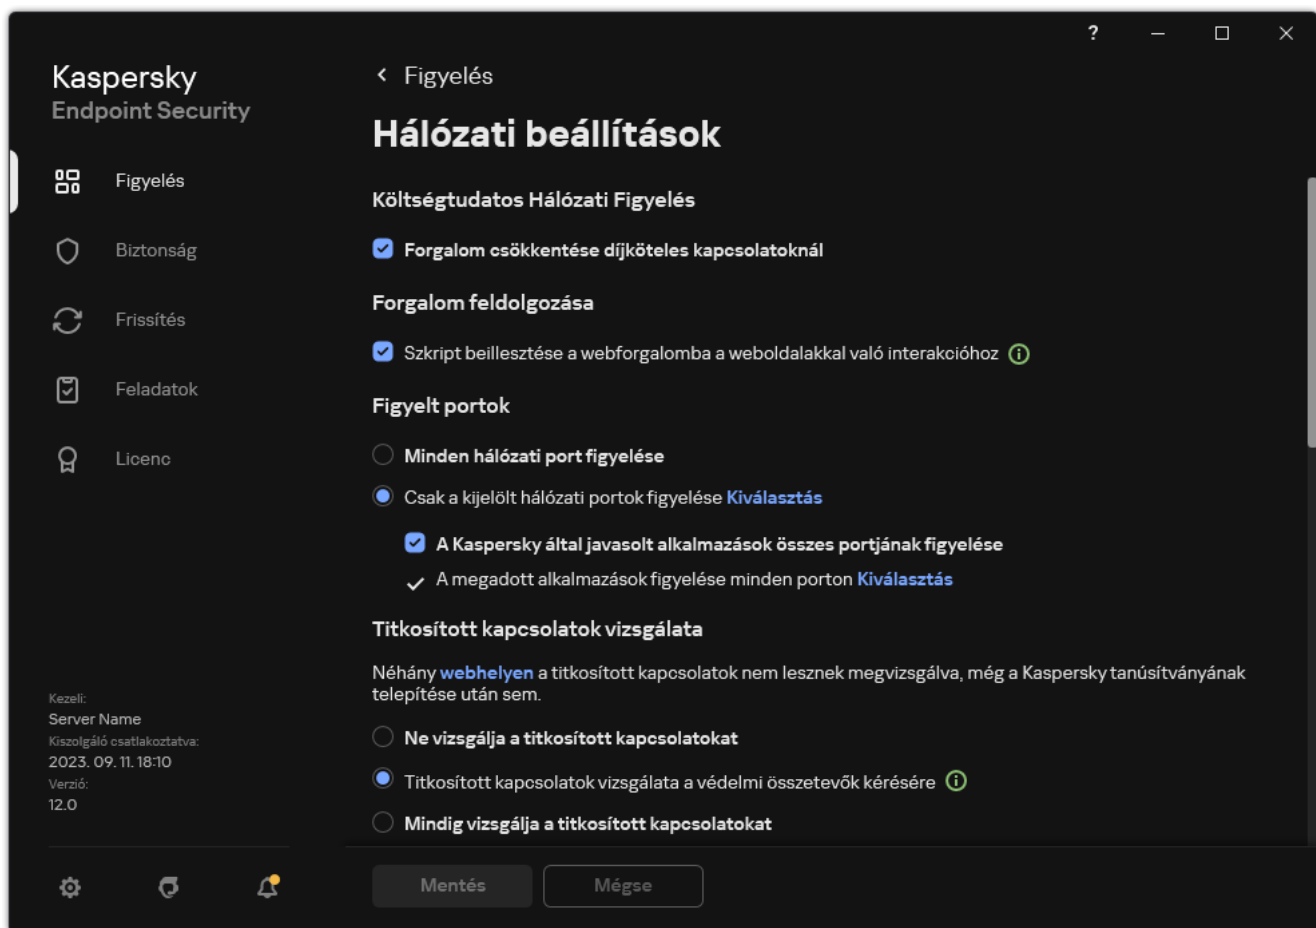 ?
Kaspersky
Endpoint Security
Figyelés
Biztonság
Frissítés
Feladatok
Licenc
Kezeli:
Server Name
Kiszolgáló csatlakoztatva:
2023. 09. 11. 18:10
Verzió:
12.0
Figyelés
Hálózati beállítások
Költségtudatos Hálózati Figyelés
Forgalom csökkentése díjköteles kapcsolatoknál
Forgalom feldolgozása
Szkript beillesztése a webforgalomba a weboldalakkal való interakcióhoz
Figyelt portok
Minden hálózati port figyelése
Csak a kijelölt hálózati portok figyelése Kiválasztás
A Kaspersky által javasolt alkalmazások összes portjának figyelése
A megadott alkalmazások figyelése minden porton Kiválasztás
Titkosított kapcsolatok vizsgálata
Néhány webhelyen a titkosított kapcsolatok nem lesznek megvizsgálva, még a Kaspersky tanúsítványának
telepítése után sem.
Ne vizsgálja a titkosított kapcsolatokat
Titkosított kapcsolatok vizsgálata a védelmi összetevők kérésére
Mindig vizsgálja a titkosított kapcsolatokat
Mentés
Mégse